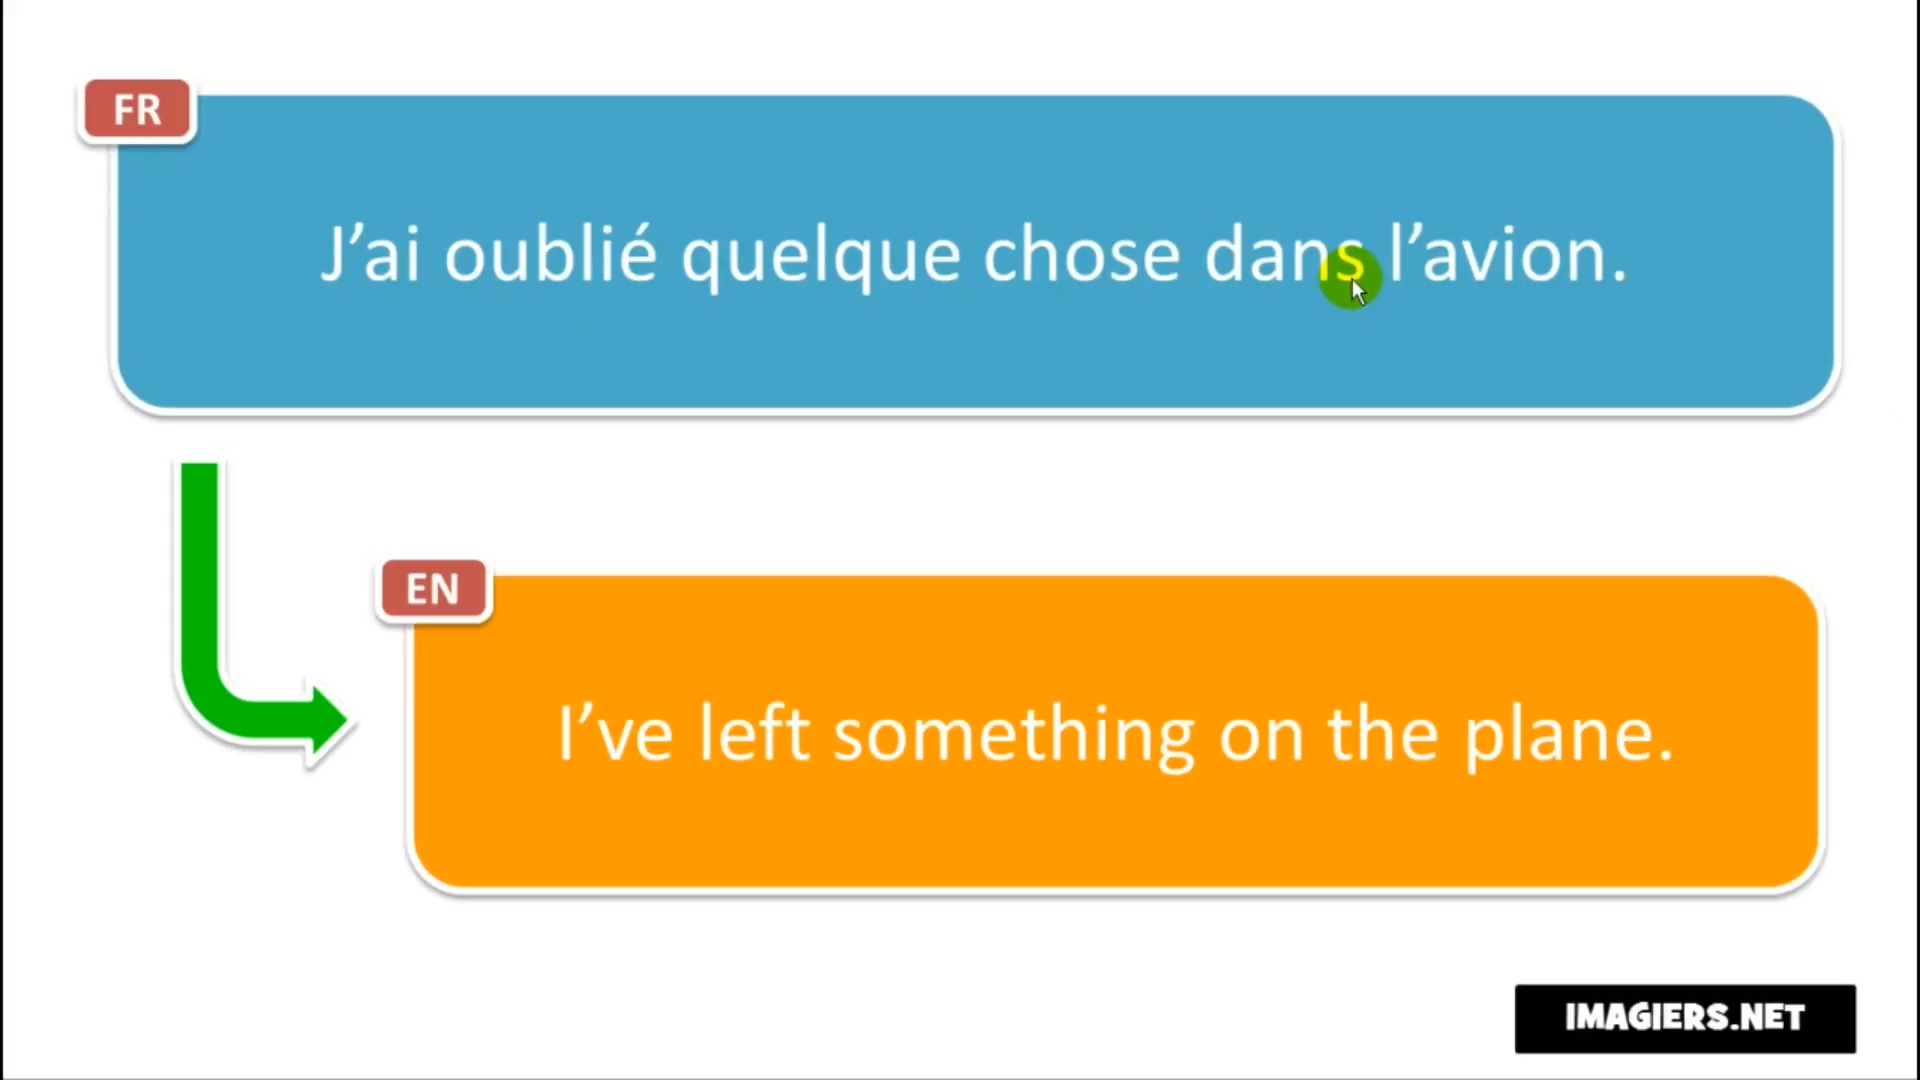 FR
J’ai oublié quelque chose dans l’avion.
EN
I’ve left something on the plane.
IMAGIERS.NET